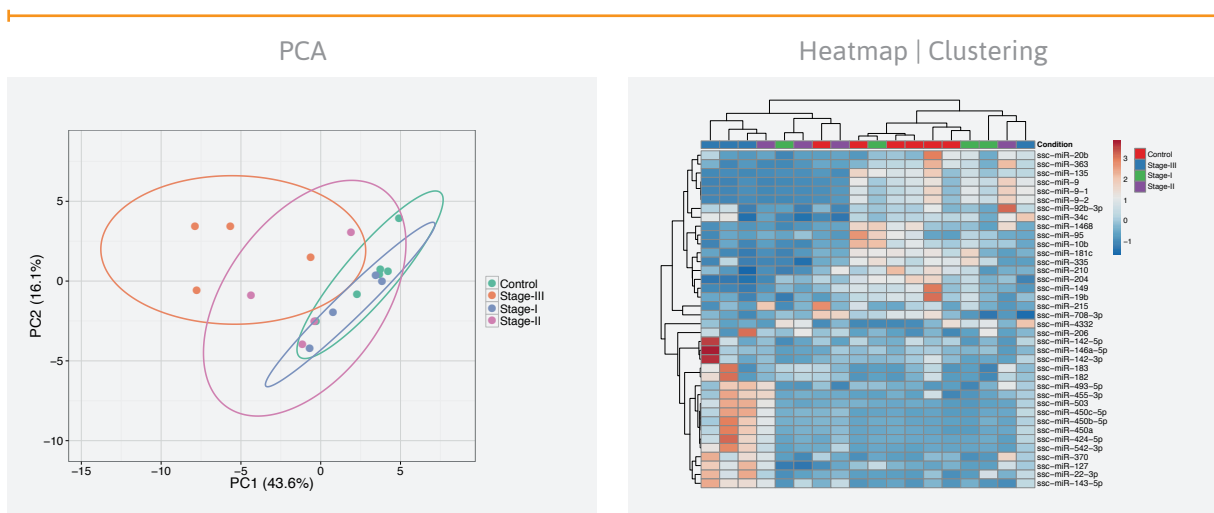 PCA
Heatmap | Clustering
5
0
−5
−10
−15
−10
−5
0
5
PC1 (43.6%)
PC2 (16.1%)
Control
Stage-III
Stage-I
Stage-II
Condition
ssc−miR−20b
ssc−miR−363
ssc−miR−135
ssc−miR−9
ssc−miR−9−1
ssc−miR−9−2
ssc−miR−92b−3p
ssc−miR−34c
ssc−miR−1468
ssc−miR−95
ssc−miR−10b
ssc−miR−181c
ssc−miR−335
ssc−miR−210
ssc−miR−204
ssc−miR−149
ssc−miR−19b
ssc−miR−215
ssc−miR−708−3p
ssc−miR−4332
ssc−miR−206
ssc−miR−142−5p
ssc−miR−146a−5p
ssc−miR−142−3p
ssc−miR−183
ssc−miR−182
ssc−miR−493−5p
ssc−miR−455−3p
ssc−miR−503
ssc−miR−450c−5p
ssc−miR−450b−5p
ssc−miR−450a
ssc−miR−424−5p
ssc−miR−542−3p
ssc−miR−370
ssc−miR−127
ssc−miR−22−3p
ssc−miR−143−5p
3
2
1
0
−1
Control
Stage−III
Stage−I
Stage−II